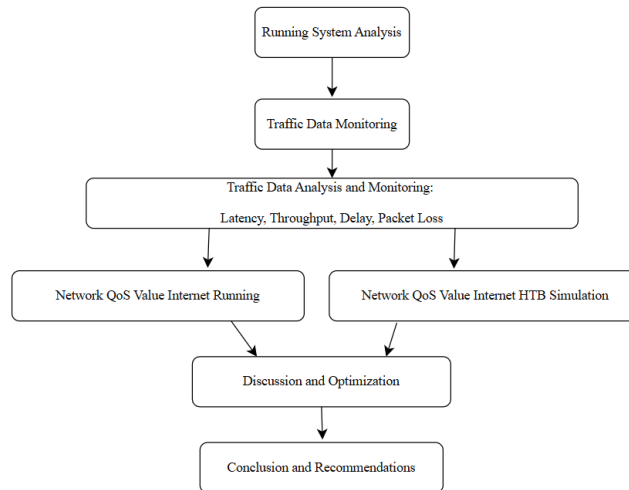 Running System Analysis
Traffic Data Monitoring
Traffic Data Analysis and Monitoring:
Latency, Throughput, Delay, Packet Loss
Network QoS Value Internet Running
Network QoS Value Internet HTB Simulation
Discussion and Optimization
Conclusion and Recommendations